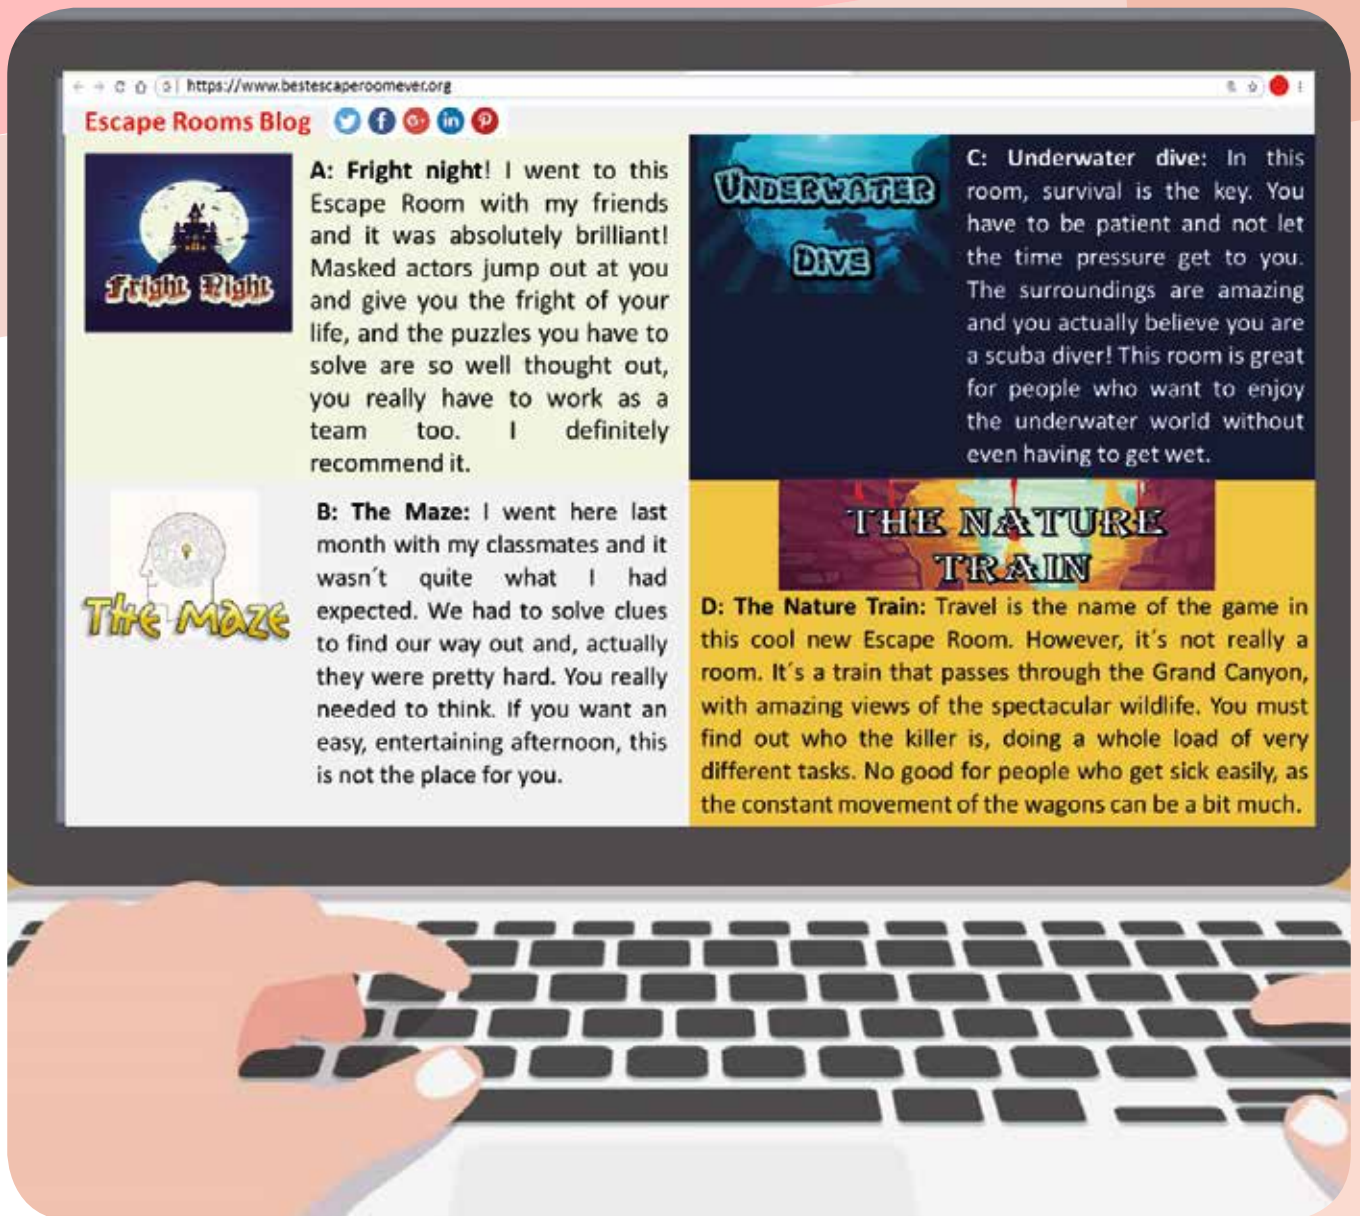 https://www.bestescaperoomever.org
Escape Rooms Blog
Fright Night
A: Fright night! I went to this
Escape Room with my friends
and it was absolutely brilliant!
Masked actors jump out at you
and give you the fright of your
life, and the puzzles you have to
solve are so well thought out,
you really have to work as a
team too. I definitely
recommend it.
The Maze
B: The Maze: I went here last
month with my classmates and it
wasn´t quite what I had
expected. We had to solve clues
to find our way out and, actually
they were pretty hard. You really
needed to think. If you want an
easy, entertaining afternoon, this
is not the place for you.
UNDERWATER
DIVE
C: Underwater dive: In this
room, survival is the key. You
have to be patient and not let
the time pressure get to you.
The surroundings are amazing
and you actually believe you are
a scuba diver! This room is great
for people who want to enjoy
the underwater world without
even having to get wet.
THE NATURE
TRAIN
D: The Nature Train: Travel is the name of the game in
this cool new Escape Room. However, it´s not really a
room. It´s a train that passes through the Grand Canyon,
with amazing views of the spectacular wildlife. You must
find out who the killer is, doing a whole load of very
different tasks. No good for people who get sick easily, as
the constant movement of the wagons can be a bit much.